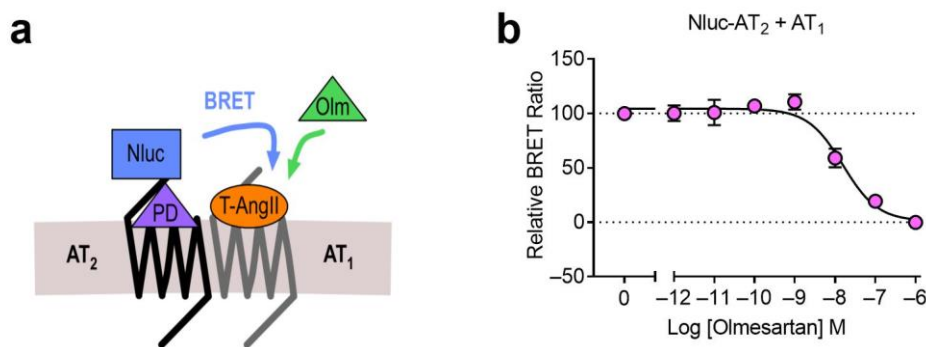 a
BRET
Olm
Nluc
PD
T-AngII
AT2
AT1
b
Nluc-AT2 + AT1
Relative BRET Ratio
150
100
50
0
–50
0
–12
–11
–10
–9
–8
–7
–6
Log [Olmesartan] M